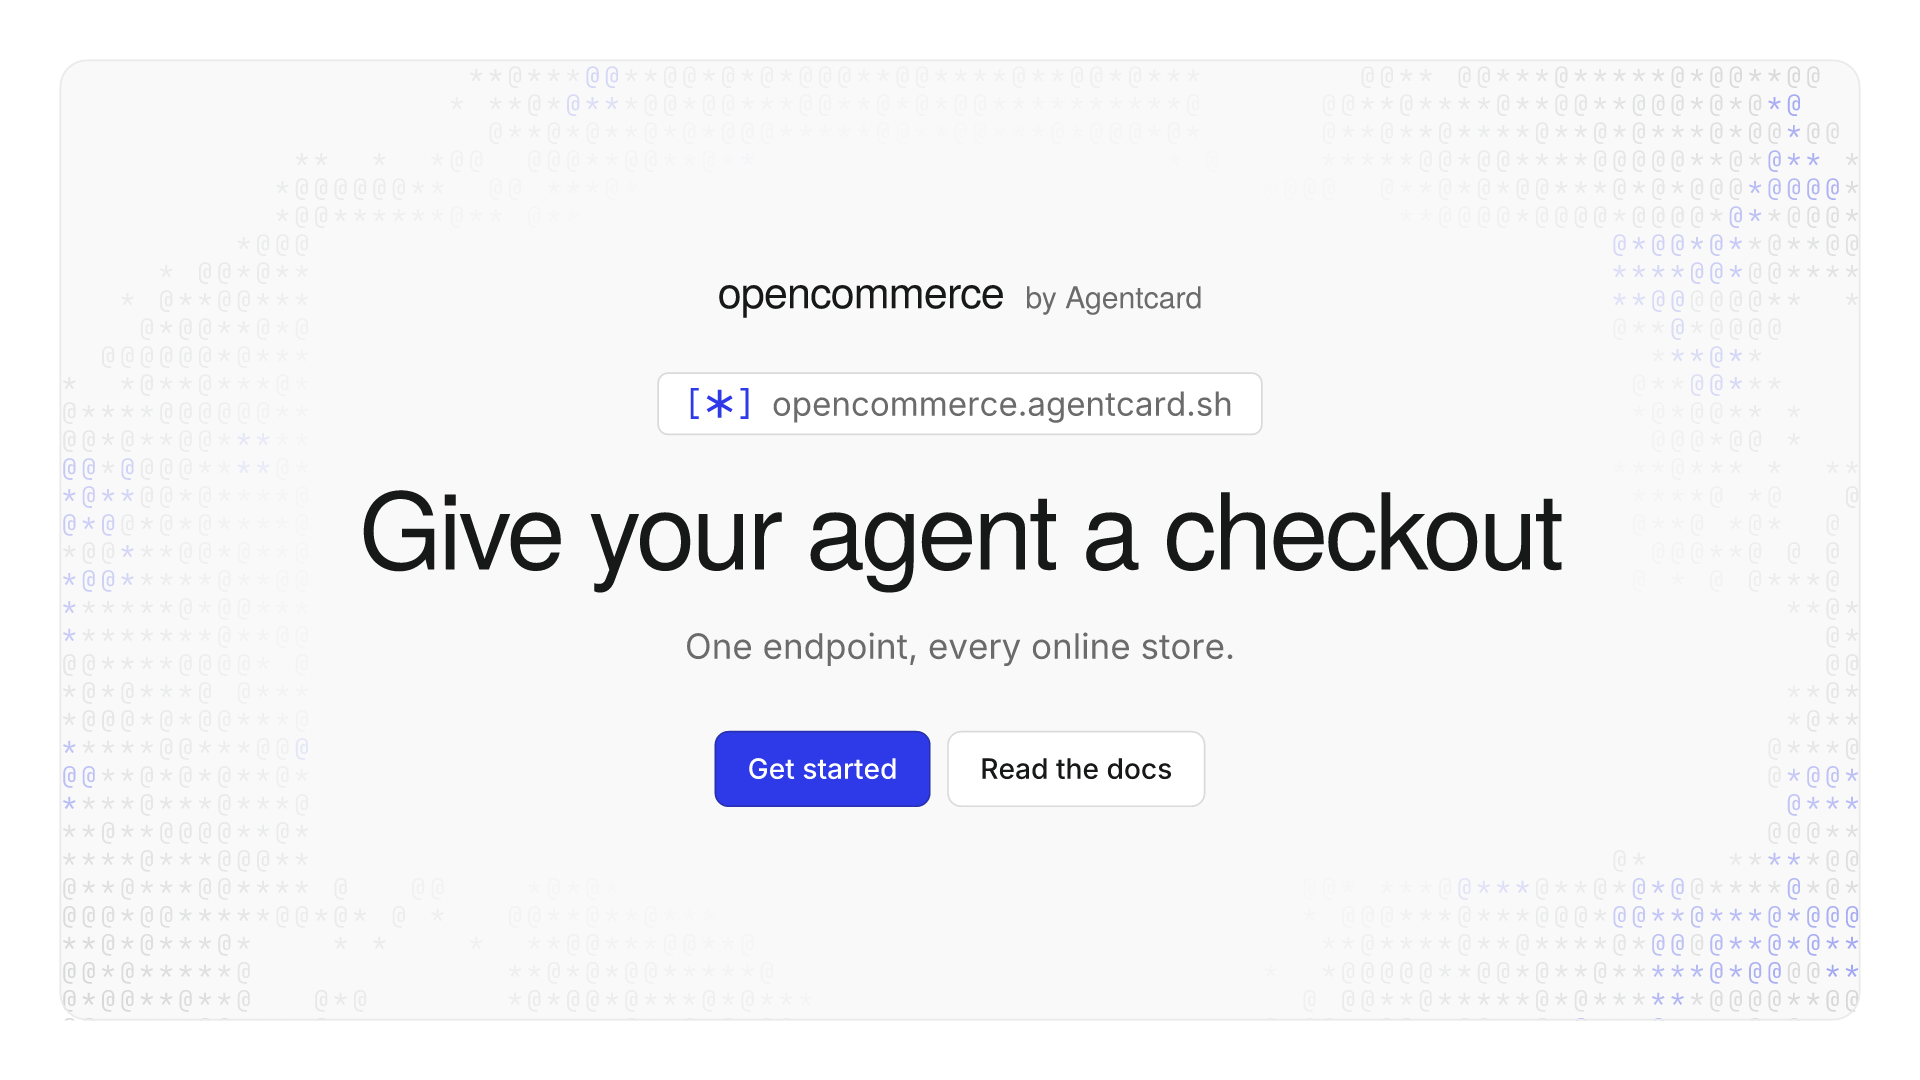 opencommerce by Agentcard
[*] opencommerce.agentcard.sh
Give your agent a checkout
One endpoint, every online store.
Get started
Read the docs